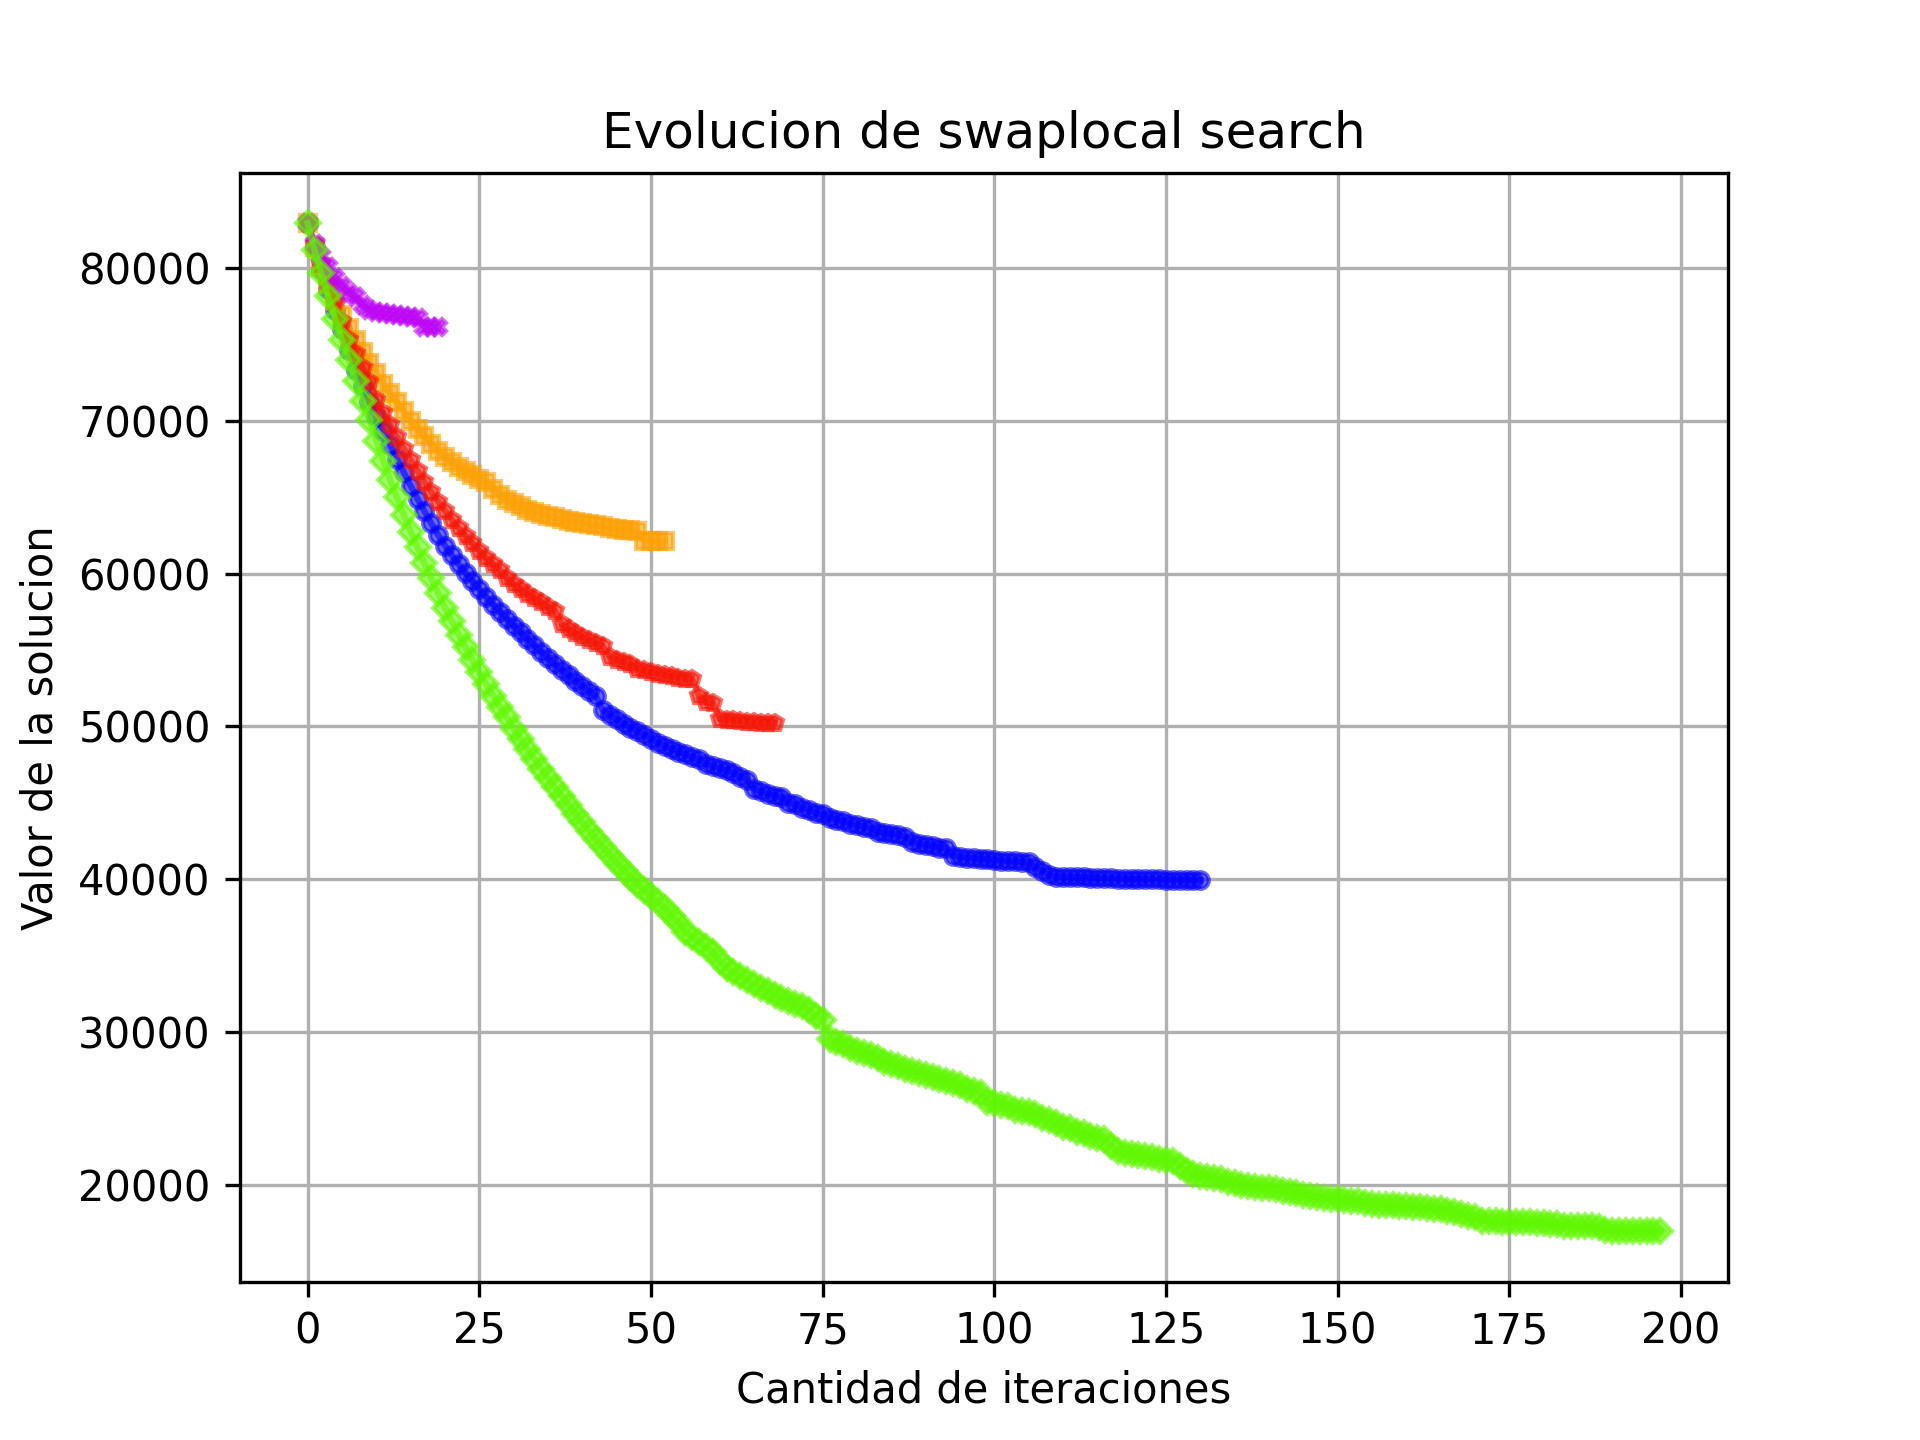 Evolucion de swaplocal search
Valor de la solucion
80000
70000
60000
50000
40000
30000
20000
0 25 50 75 100 125 150 175 200
Cantidad de iteraciones